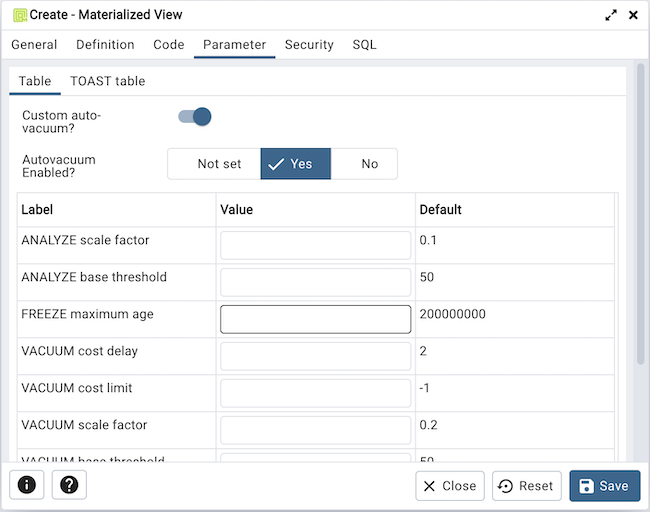 Create - Materialized View
General Definition Code Parameter Security SQL
Table TOAST table
Custom auto-
vacuum?
Autovacuum
Enabled?
Not set Yes No
Label Value Default
ANALYZE scale factor 0.1
ANALYZE base threshold 50
FREEZE maximum age 200000000
VACUUM cost delay 2
VACUUM cost limit -1
VACUUM scale factor 0.2
VACUUM base threshold 50
Close Reset Save